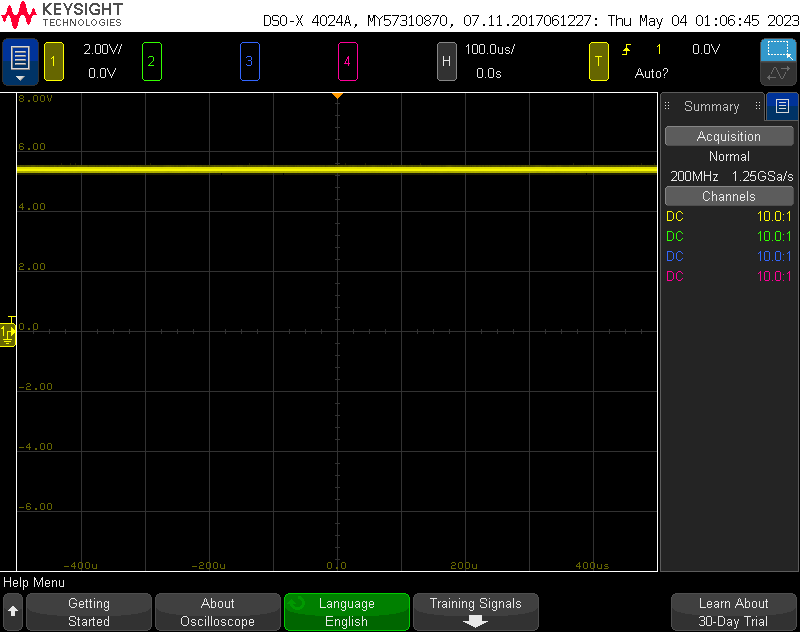 KEYSIGHT
TECHNOLOGIES
DSO-X 4024A, MY57310870, 07.11.2017061227: Thu May 04 01:06:45 2023
1 2.00V/ 2 3 4 H 100.0us/ T 1 0.0V
0.0V 0.0s Auto?
8.00V
6.00
4.00
2.00
T
1 0.0
-2.00
-4.00
-6.00
-400u -200u 0.0 200u 400us
Summary
Acquisition
Normal
200MHz 1.25GSa/s
Channels
DC 10.0:1
DC 10.0:1
DC 10.0:1
DC 10.0:1
Help Menu
Getting
Started
About
Oscilloscope
Language
English
Training Signals
Learn About
30-Day Trial